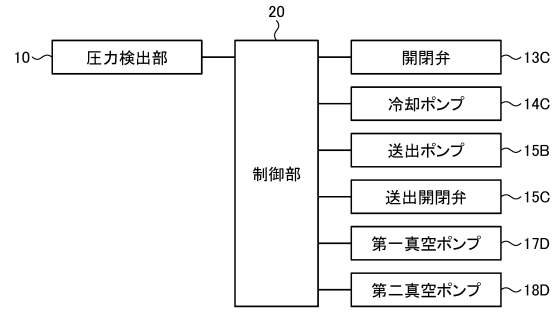 20
10 圧力検出部
制御部
開閉弁 13C
冷却ポンプ 14C
送出ポンプ 15B
送出開閉弁 15C
第一真空ポンプ 17D
第二真空ポンプ 18D